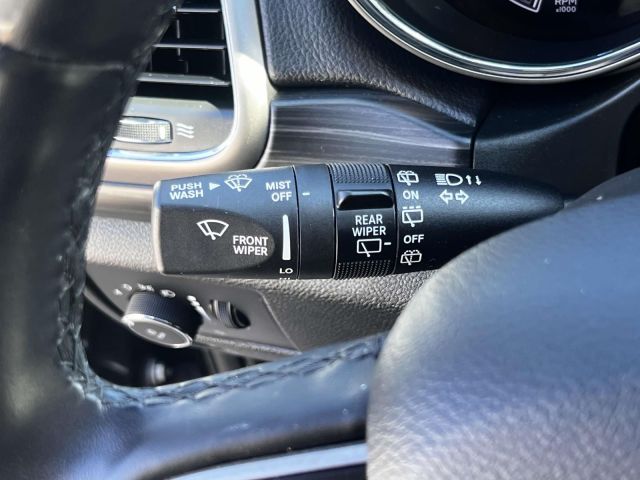 RPM
x1000
PUSH
WASH
MIST
OFF
FRONT
WIPER
LO
REAR
WIPER
ON
OFF